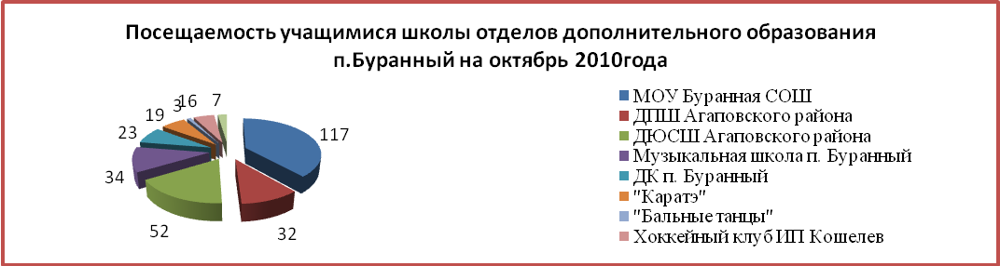 Посещаемость учащимися школы отделов дополнительного образования
п.Буранный на октябрь 2010года
117
32
52
34
23
19
3
16
7
МОУ Буранная СОШ
ДПШ Агаповского района
ДЮСШ Агаповского района
Музыкальная школа п. Буранный
ДК п. Буранный
"Каратэ"
"Бальные танцы"
Хоккейный клуб ИП Кошелев